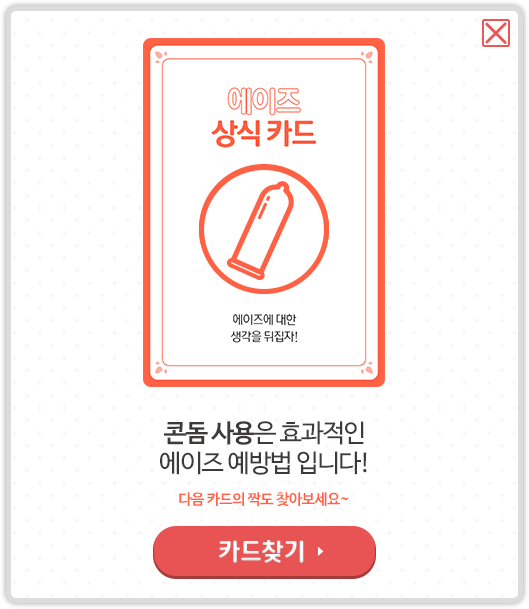 에이즈
상식 카드
에이즈에 대한
생각을 뒤집자!
콘돔 사용은 효과적인
에이즈 예방법 입니다!
다음 카드의 짝도 찾아보세요~
카드찾기